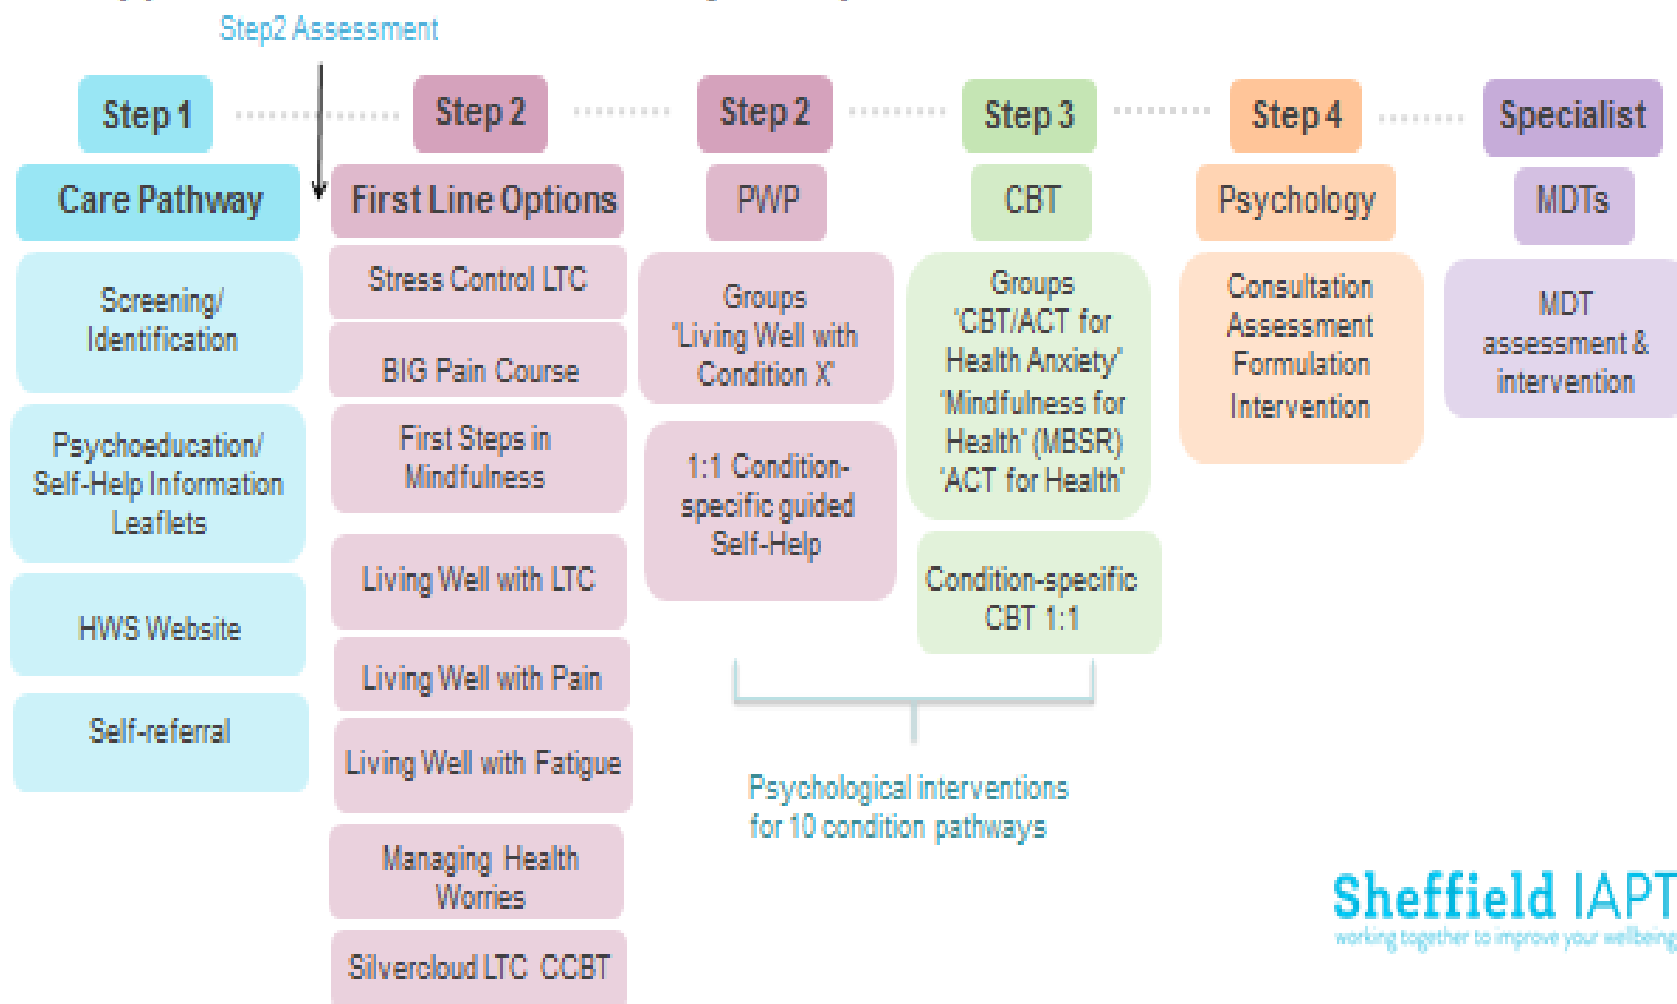 Step2 Assessment
Step 1
Step 2
Step 2
Step 3
Step 4
Specialist
Care Pathway
First Line Options
PWP
CBT
Psychology
MDTs
Screening/
Identification
Psychoeducation/
Self-Help Information
Leaflets
HWS Website
Self-referral
Stress Control LTC
BIG Pain Course
First Steps in
Mindfulness
Living Well with LTC
Living Well with Pain
Living Well with Fatigue
Managing Health
Worries
Silvercloud LTC CCBT
Groups
'Living Well with
Condition X'
1:1 Condition-
specific guided
Self-Help
Groups
'CBT/ACT for
Health Anxiety'
'Mindfulness for
Health' (MBSR)
'ACT for Health'
Condition-specific
CBT 1:1
Consultation
Assessment
Formulation
Intervention
MDT
assessment &
intervention
Psychological interventions
for 10 condition pathways
Sheffield IAPT
working together to improve your wellbeing